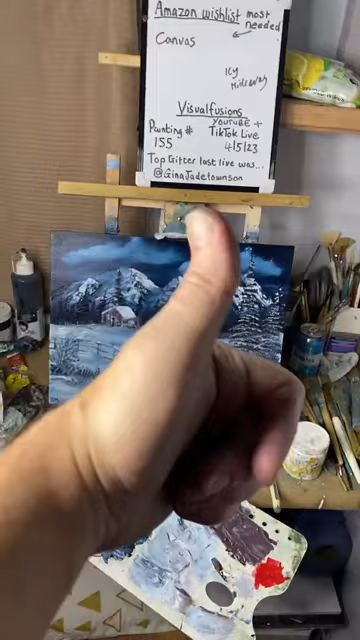 Amazon wishlist most
needed
Canvas
Icy
Hideaway
Visualfusions
Painting #
155
YOUTUBE +
TikTok Live
4/5/23
Top Gifter last live was...
@GinaJadetownson